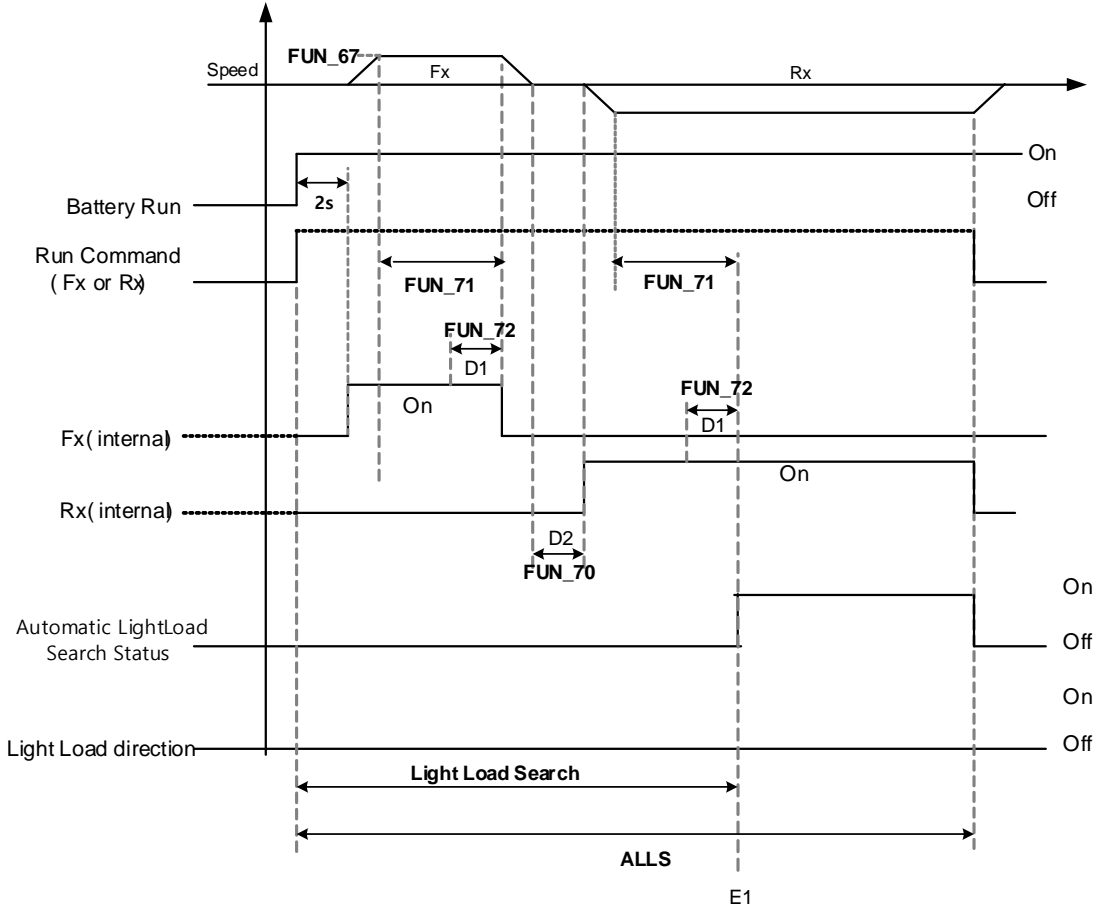 FUN_67
Speed
Fx
Rx
On
2s
Battery Run
Off
Run Command
( Fx or Rx)
FUN_71
FUN_71
FUN_72
D1
FUN_72
D1
On
Fx( internal)
On
Rx( internal)
D2
FUN_70
On
Automatic LightLoad
Search Status
Off
On
Light Load direction
Off
Light Load Search
ALLS
E1